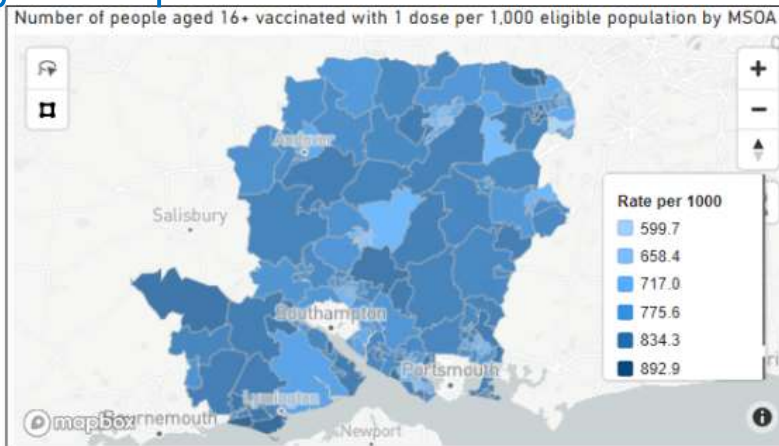 Number of people aged 16+ vaccinated with 1 dose per 1,000 eligible population by MSOA
Andover
Salisbury
Rate per 1000
599.7
658.4
717.0
775.6
834.3
892.9
Southampton
Portsmouth
Lymington
Bournemouth
Newport
mapbox